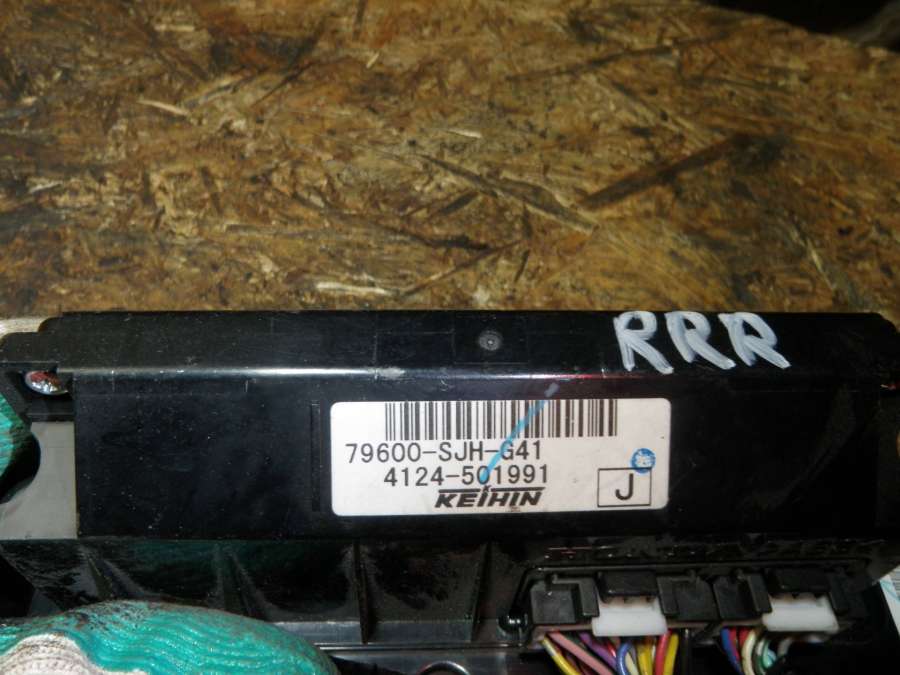 RRR
79600-SJH-G41
4124-501991
KEIHIN
J